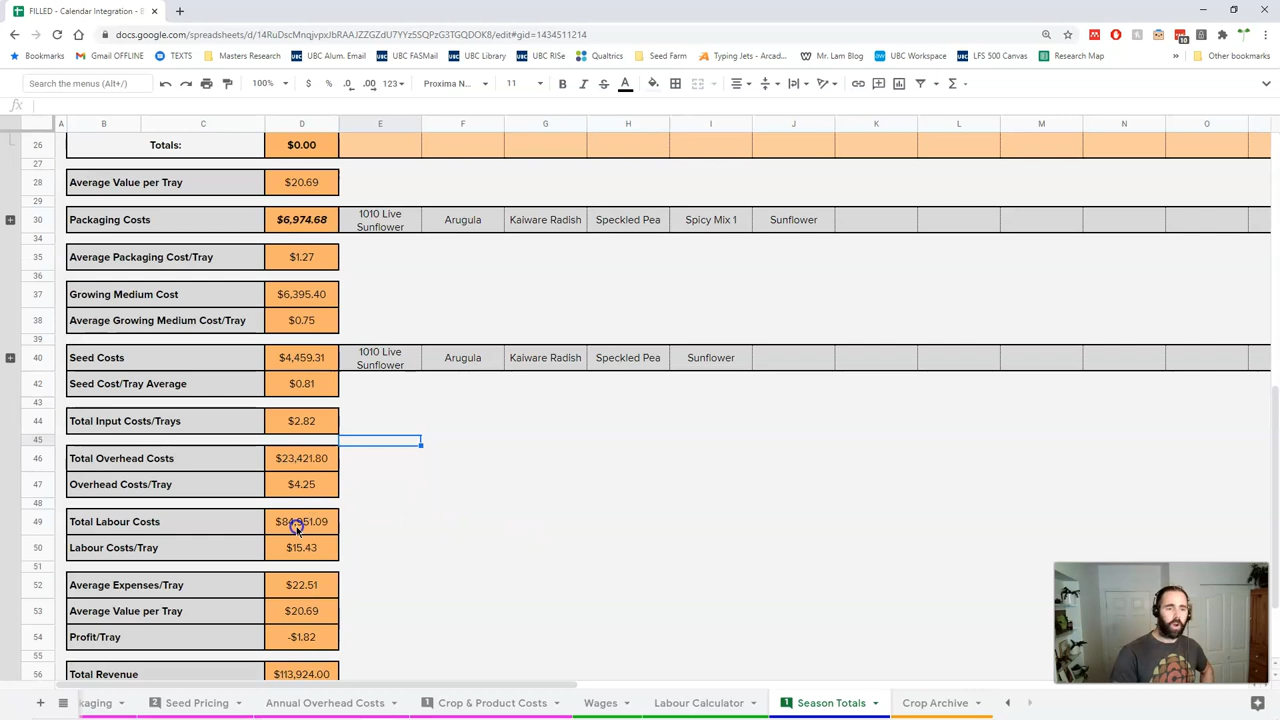 FILLED - Calendar Integration - E
docs.google.com/spreadsheets/d/14RuDscMnqjvpxJbRAAJZZGZdU7YYz5SQPzG3TGQDOK8/edit#gid=1434511214
Bookmarks Gmail OFFLINE TEXTS Masters Research UBC Alum. Email UBC FASMail UBC Library UBC RISe Qualtrics Seed Farm Typing Jets - Arcad... Mr. Lam Blog UBC Workspace LFS 500 Canvas Research Map Other bookmarks
Search the menus (Alt+/) 100% $ % .0 .00 123 Proxima N... 11 B I S A
fx
A B C D E F G H I J K L M N O
26 Totals: $0.00
27
28 Average Value per Tray $20.69
29
30 Packaging Costs $6,974.68 1010 Live Sunflower Arugula Kaiware Radish Speckled Pea Spicy Mix 1 Sunflower
34
35 Average Packaging Cost/Tray $1.27
36
37 Growing Medium Cost $6,395.40
38 Average Growing Medium Cost/Tray $0.75
39
40 Seed Costs $4,459.31 1010 Live Sunflower Arugula Kaiware Radish Speckled Pea Sunflower
42 Seed Cost/Tray Average $0.81
43
44 Total Input Costs/Trays $2.82
45
46 Total Overhead Costs $23,421.80
47 Overhead Costs/Tray $4.25
48
49 Total Labour Costs $84,951.09
50 Labour Costs/Tray $15.43
51
52 Average Expenses/Tray $22.51
53 Average Value per Tray $20.69
54 Profit/Tray -$1.82
55
56 Total Revenue $113,924.00
kaging 2 Seed Pricing Annual Overhead Costs 1 Crop & Product Costs Wages Labour Calculator 1 Season Totals Crop Archive